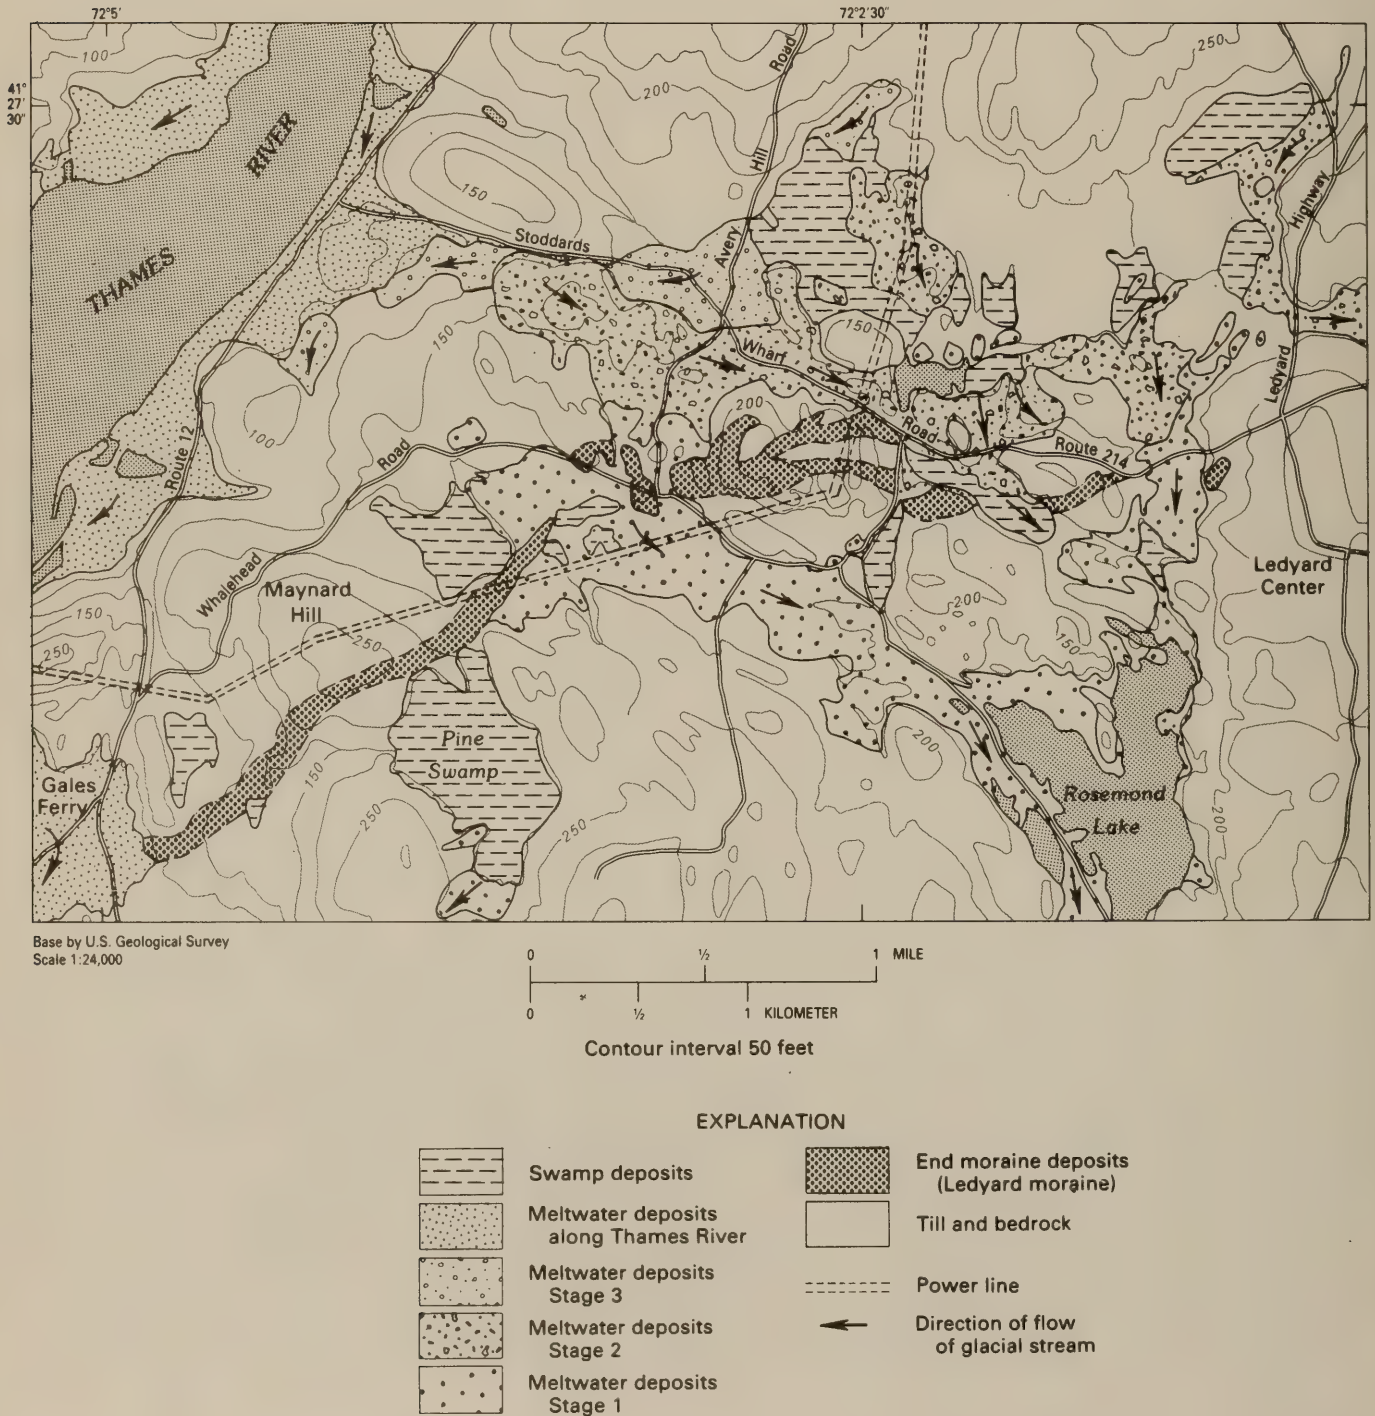 72°5'
72°2'30"
41°
27'
30"
100
200
250
THAMES
RIVER
Road
Hill
Avery
Highway
Ledyard
150
Stoddards
150
150
Wharf
Road
200
100
Route 12
Road
Whalehead
Route 214
Maynard
Hill
Ledyard
Center
150
250
250
200
150
Pine
Swamp
Gales
Ferry
150
250
250
200
200
Rosemond
Lake
Base by U.S. Geological Survey
Scale 1:24,000
0 ½ 1 MILE
0 ½ 1 KILOMETER
Contour interval 50 feet
EXPLANATION
Swamp deposits
Meltwater deposits
along Thames River
Meltwater deposits
Stage 3
Meltwater deposits
Stage 2
Meltwater deposits
Stage 1
End moraine deposits
(Ledyard moraine)
Till and bedrock
Power line
Direction of flow
of glacial stream